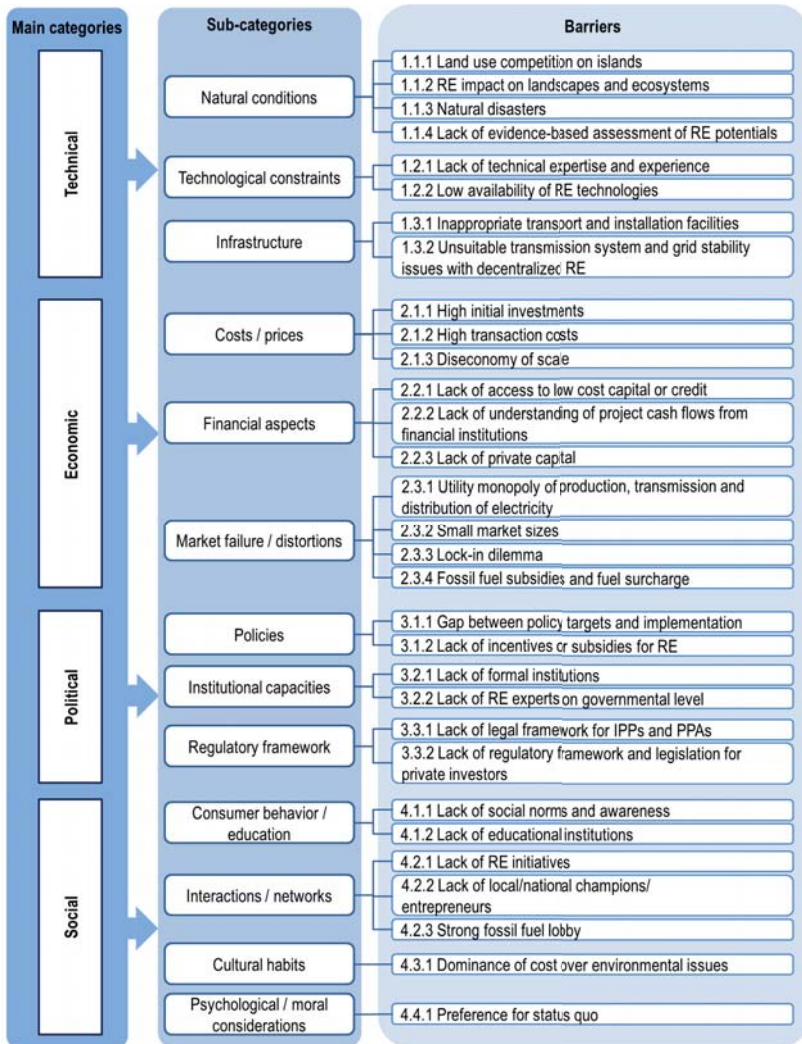 Main categories
Sub-categories
Barriers
Technical
Natural conditions
1.1.1 Land use competition on islands
1.1.2 RE impact on landscapes and ecosystems
1.1.3 Natural disasters
1.1.4 Lack of evidence-based assessment of RE potentials
Technological constraints
1.2.1 Lack of technical expertise and experience
1.2.2 Low availability of RE technologies
Infrastructure
1.3.1 Inappropriate transport and installation facilities
1.3.2 Unsuitable transmission system and grid stability
issues with decentralized RE
Economic
Costs / prices
2.1.1 High initial investments
2.1.2 High transaction costs
2.1.3 Diseconomy of scale
Financial aspects
2.2.1 Lack of access to low cost capital or credit
2.2.2 Lack of understanding of project cash flows from
financial institutions
2.2.3 Lack of private capital
Market failure / distortions
2.3.1 Utility monopoly of production, transmission and
distribution of electricity
2.3.2 Small market sizes
2.3.3 Lock-in dilemma
2.3.4 Fossil fuel subsidies and fuel surcharge
Political
Policies
3.1.1 Gap between policy targets and implementation
3.1.2 Lack of incentives or subsidies for RE
Institutional capacities
3.2.1 Lack of formal institutions
3.2.2 Lack of RE experts on governmental level
Regulatory framework
3.3.1 Lack of legal framework for IPPs and PPAs
3.3.2 Lack of regulatory framework and legislation for
private investors
Social
Consumer behavior /
education
4.1.1 Lack of social norms and awareness
4.1.2 Lack of educational institutions
Interactions / networks
4.2.1 Lack of RE initiatives
4.2.2 Lack of local/national champions/
entrepreneurs
4.2.3 Strong fossil fuel lobby
Cultural habits
4.3.1 Dominance of cost over environmental issues
Psychological / moral
considerations
4.4.1 Preference for status quo